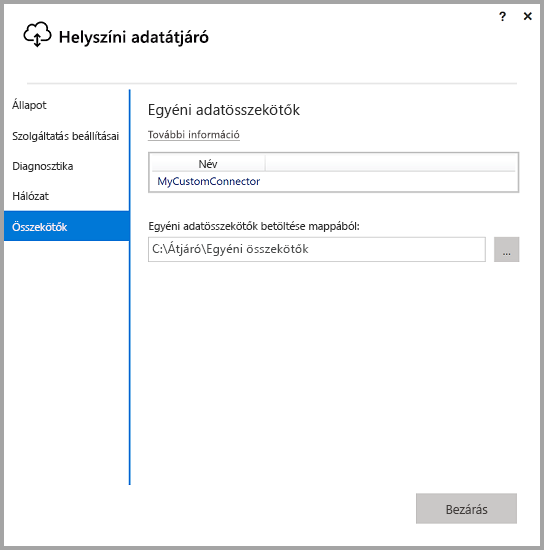 ? ×
Helyszíni adatátjáró
Állapot
Szolgáltatás beállításai
Diagnosztika
Hálózat
Összekötők
Egyéni adatösszekötők
További információ
Név
MyCustomConnector
Egyéni adatösszekötők betöltése mappából:
C:\Átjáró\Egyéni összekötők
...
Bezárás